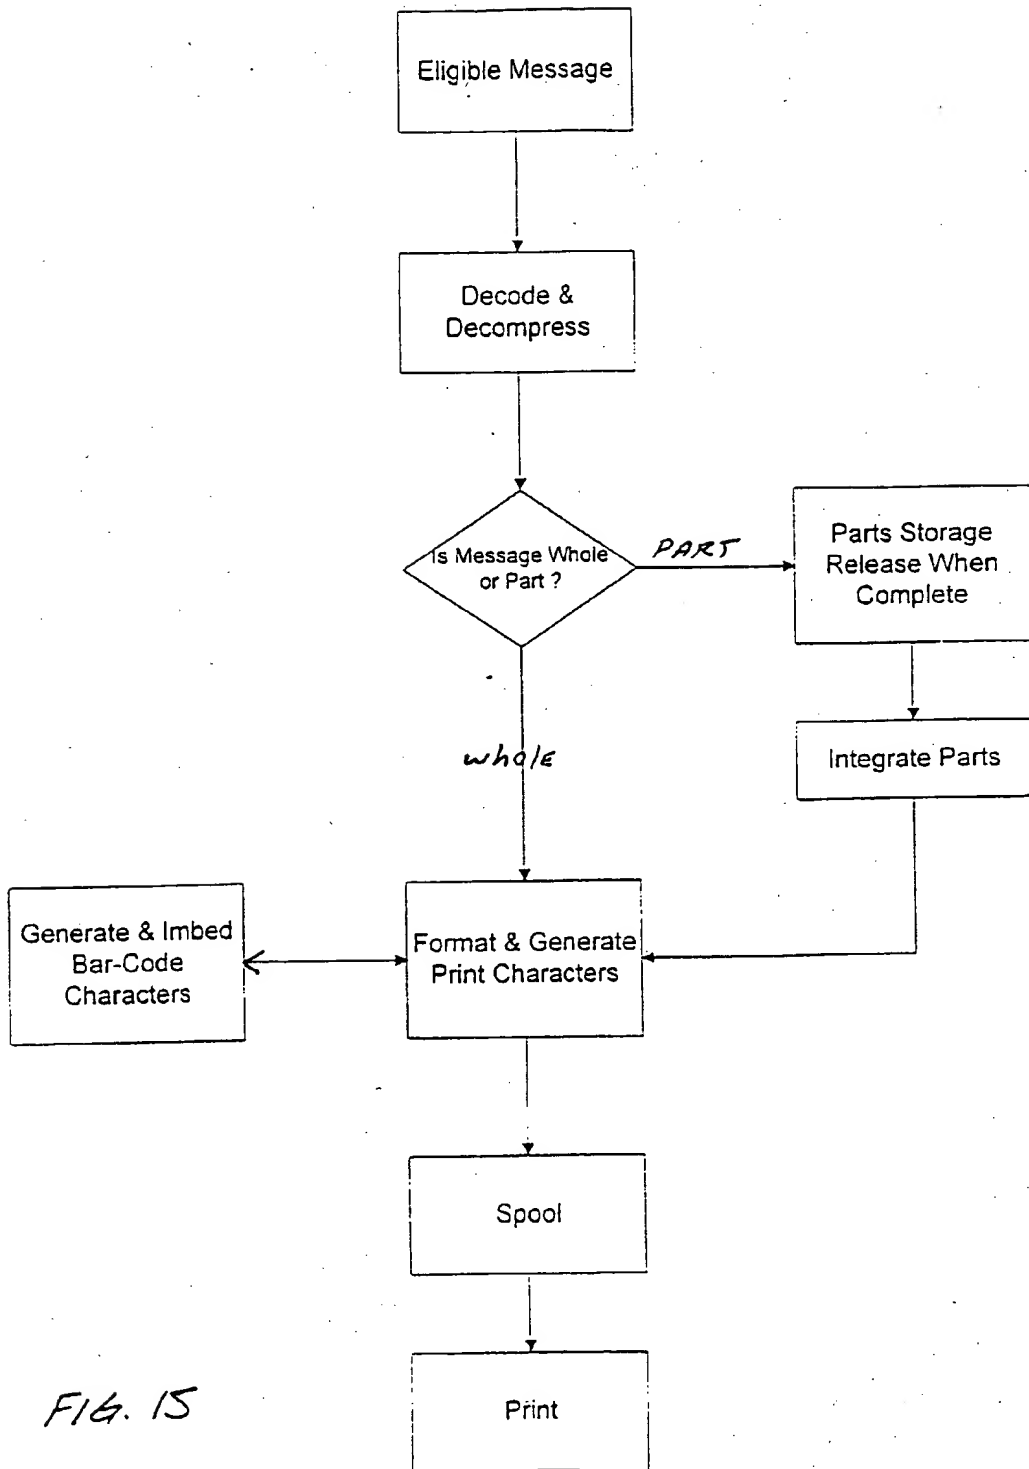 Eligible Message
Decode &
Decompress
Is Message Whole
or Part ?
PART
Parts Storage
Release When
Complete
whole
Integrate Parts
Generate & Imbed
Bar-Code
Characters
Format & Generate
Print Characters
Spool
Print
FIG. 15